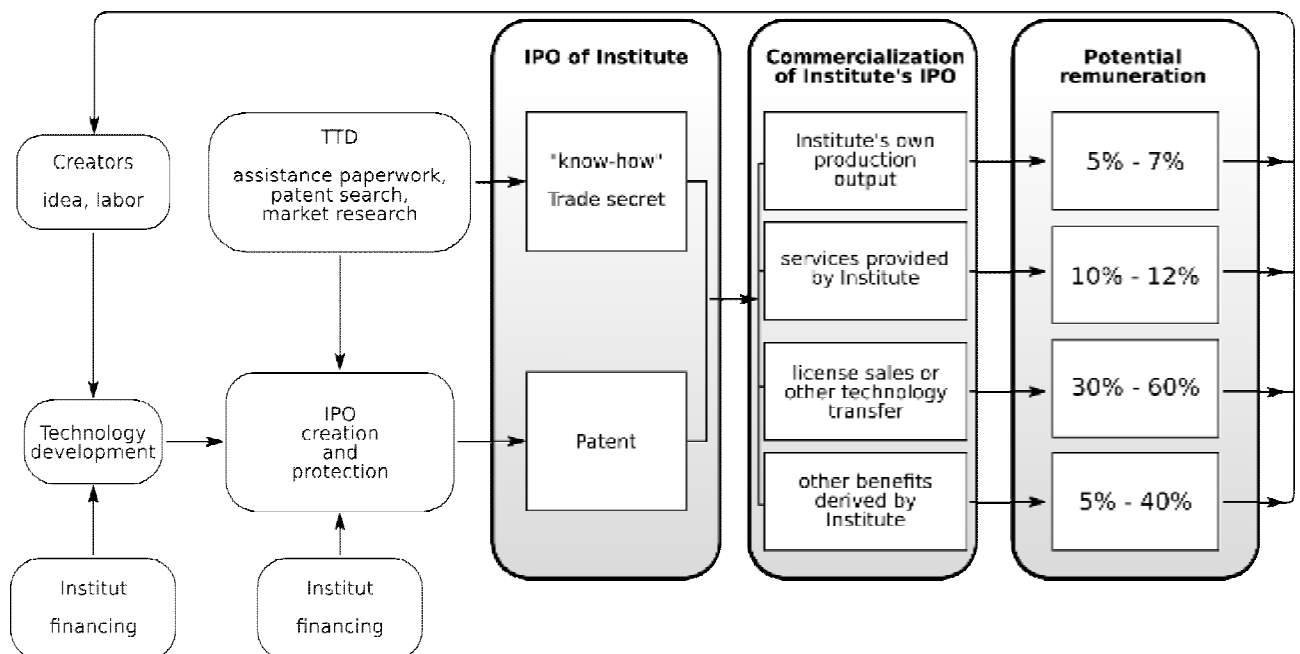 IPO of Institute
Commercialization
of Institute's IPO
Potential
remuneration
Creators
idea, labor
TTD
assistance paperwork,
patent search,
market research
"know-how"
Trade secret
Institute's own
production
output
5% - 7%
services provided
by Institute
10% - 12%
Technology
development
IPO
creation
and
protection
Patent
license sales or
other technology
transfer
30% - 60%
other benefits
derived by
Institute
5% - 40%
Institut
financing
Institut
financing